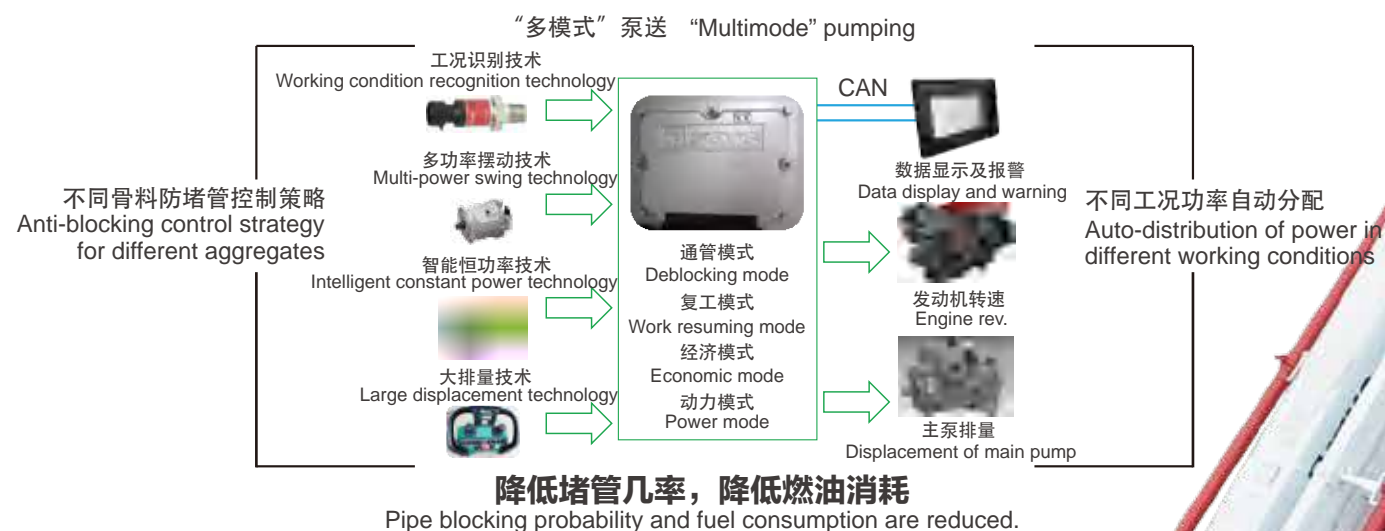 “多模式”泵送 “Multimode” pumping
工况识别技术
Working condition recognition technology
多功率摆动技术
Multi-power swing technology
智能恒功率技术
Intelligent constant power technology
大排量技术
Large displacement technology
不同骨料防堵管控制策略
Anti-blocking control strategy
for different aggregates
通管模式
Deblocking mode
复工模式
Work resuming mode
经济模式
Economic mode
动力模式
Power mode
CAN
数据显示及报警
Data display and warning
发动机转速
Engine rev.
主泵排量
Displacement of main pump
不同工况功率自动分配
Auto-distribution of power in
different working conditions
降低堵管几率，降低燃油消耗
Pipe blocking probability and fuel consumption are reduced.